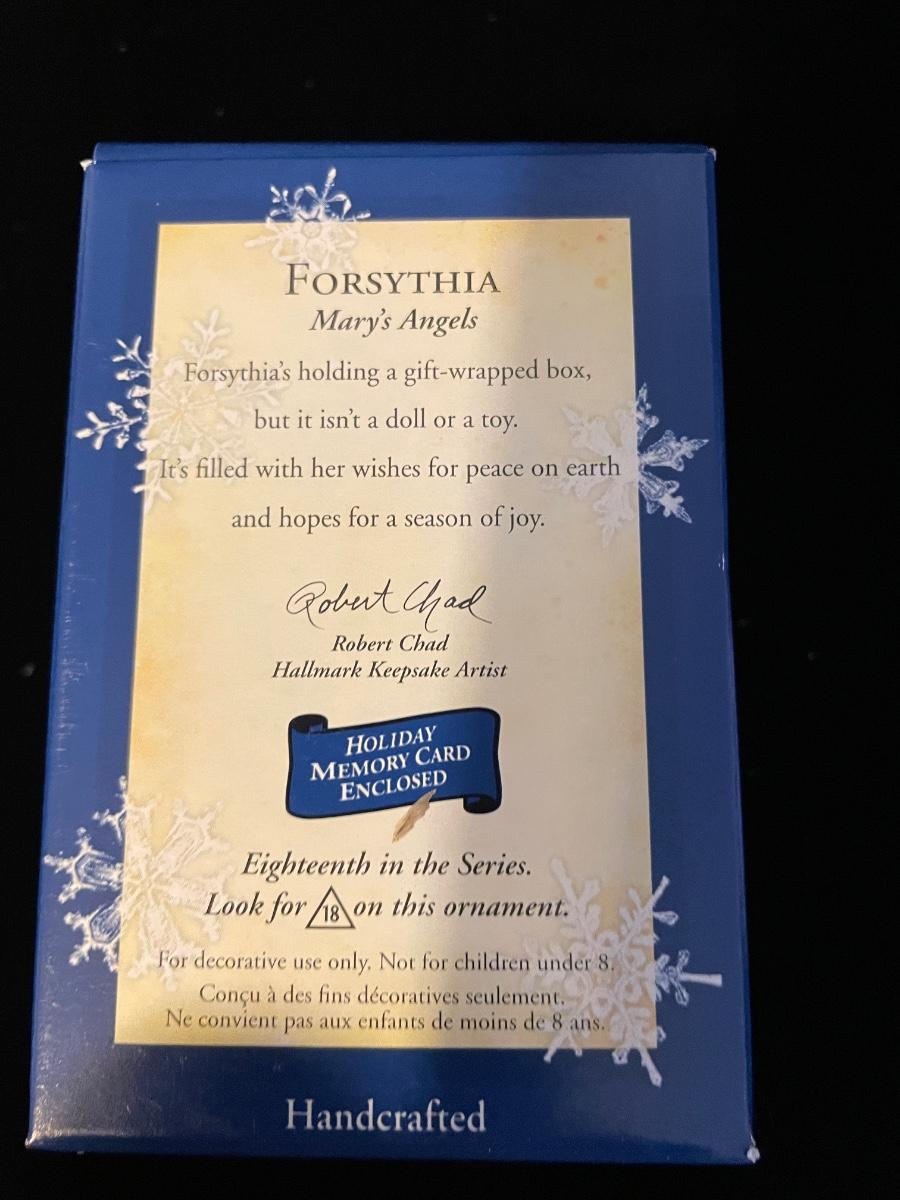 FORSYTHIA
Mary's Angels
Forsythia's holding a gift-wrapped box,
but it isn't a doll or a toy.
It's filled with her wishes for peace on earth
and hopes for a season of joy.
Robert Chad
Robert Chad
Hallmark Keepsake Artist
HOLIDAY
MEMORY CARD
ENCLOSED
Eighteenth in the Series.
Look for 18 on this ornament.
For decorative use only. Not for children under 8.
Conçu à des fins décoratives seulement.
Ne convient pas aux enfants de moins de 8 ans.
Handcrafted